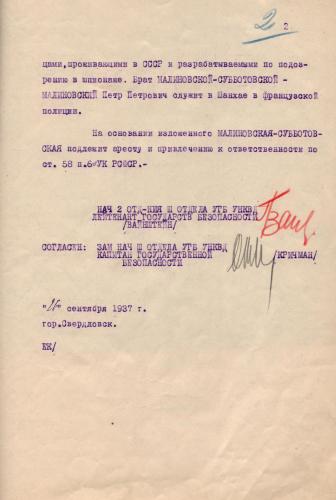 2
2
цами,проживающими в СССР и разрабатываемыми по подоз-
рению в шпионаже. Брат МАЛИНОВСКОЙ-СУББОТОВСКОЙ -
МАЛИНОВСКИЙ Петр Петрович служит в Шанхае в французской
полиции.
На основании изложенного МАЛИНОВСКАЯ-СУББОТОВ-
СКАЯ подлежит аресту и привлечению к ответственности по
ст. 58 п.6 УК РСФСР.-
НАЧ 2 ОТД-НИЯ Ш ОТДЕЛА УГБ УНКВД
ЛЕЙТЕНАНТ ГОСУДАРСТВ БЕЗОПАСНОСТИ
/ВАЙНШТЕЙН/
СОГЛАСЕН: ЗАМ НАЧ Ш ОТДЕЛА УГБ УНКВД
КАПИТАН ГОСУДАРСТВЕННОЙ /КРИЧМАН/
БЕЗОПАСНОСТИ
"26" сентября 1937 г.
гор.Свердловск.